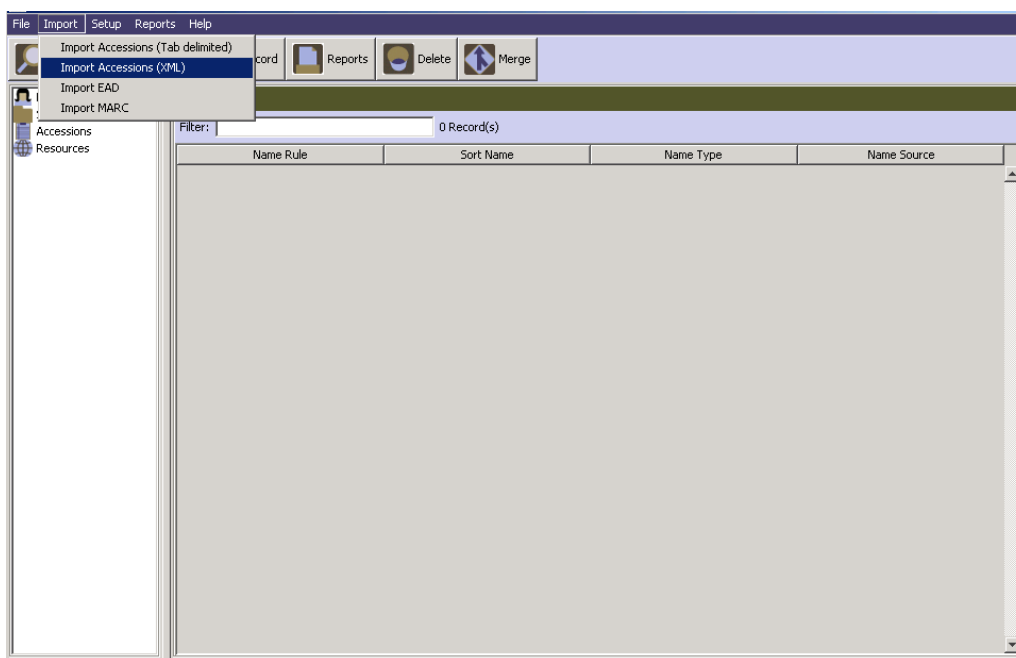 File Import Setup Reports Help
Import Accessions (Tab delimited)
Import Accessions (XML)
Import EAD
Import MARC
Reports Delete Merge
Accessions
Resources
Filter: 0 Record(s)
Name Rule Sort Name Name Type Name Source